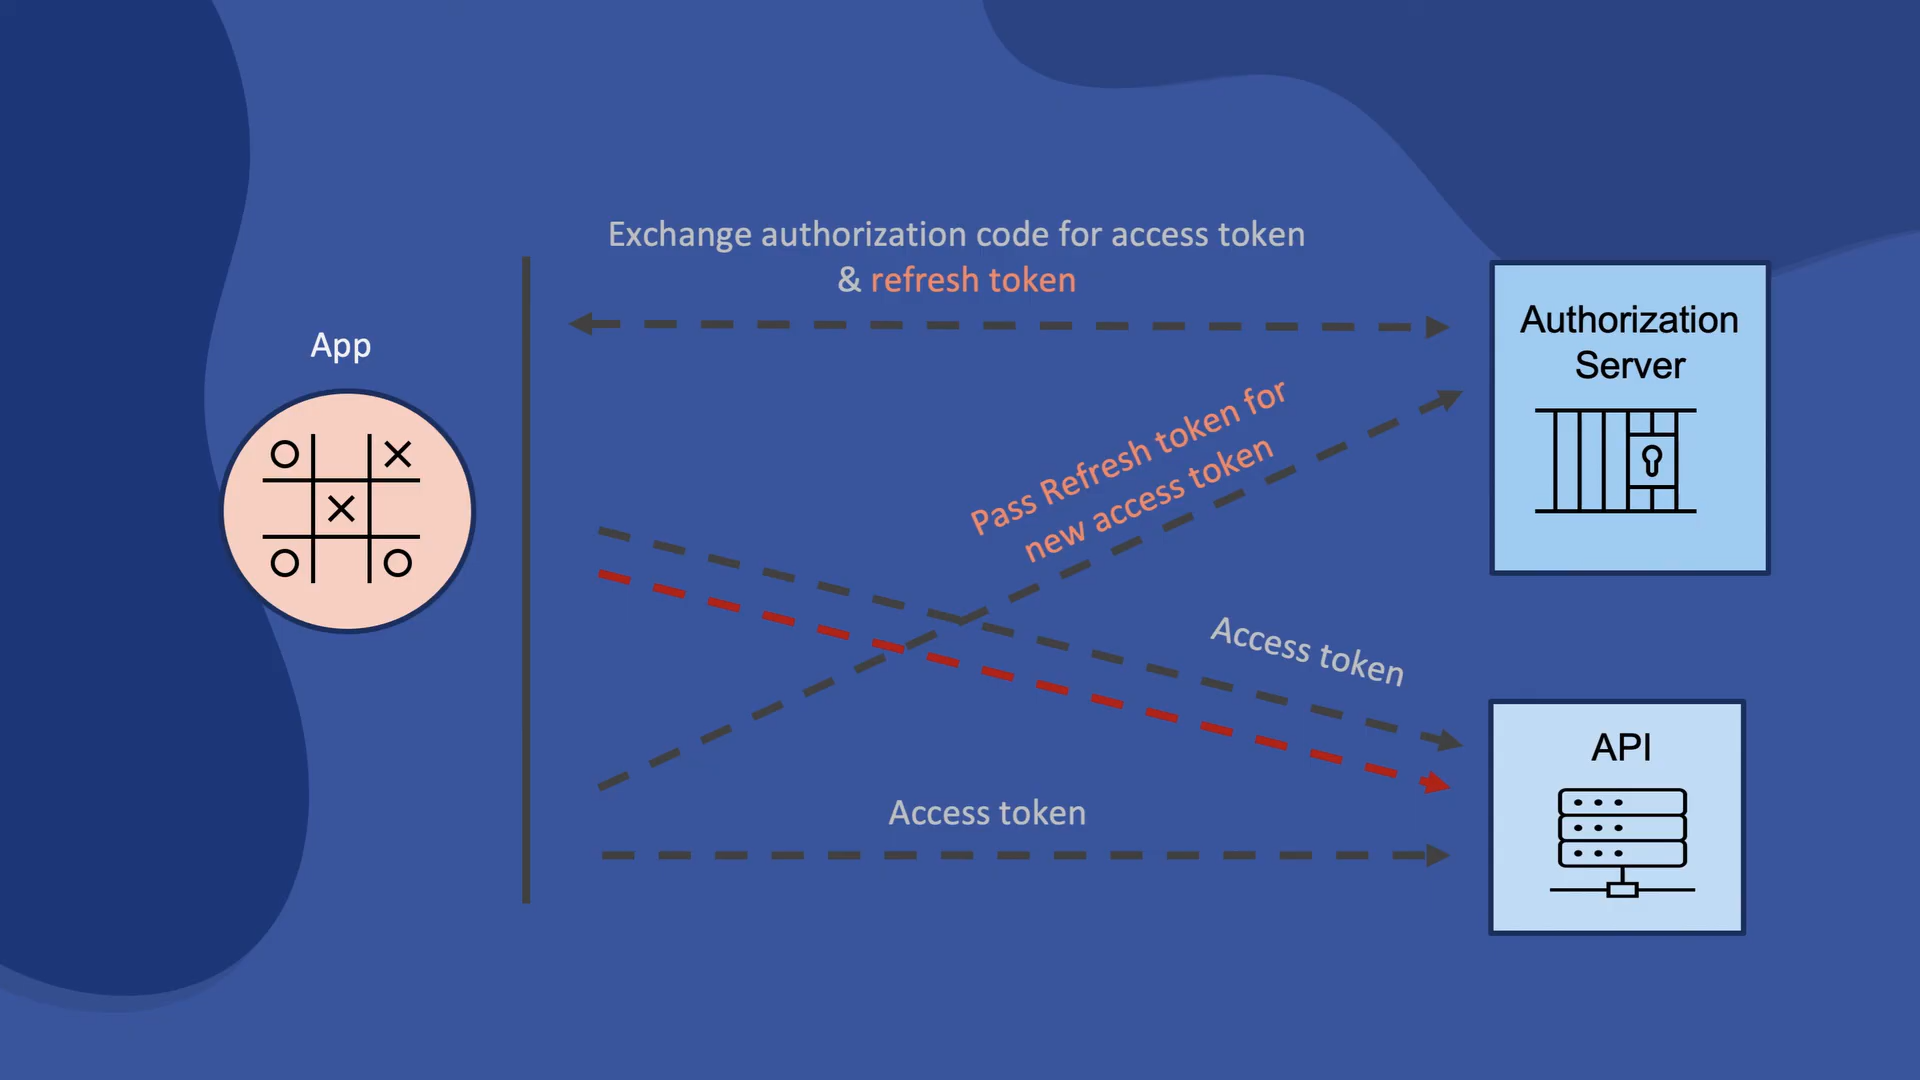 Exchange authorization code for access token
& refresh token
App
Authorization
Server
Pass Refresh token for
new access token
Access token
API
Access token